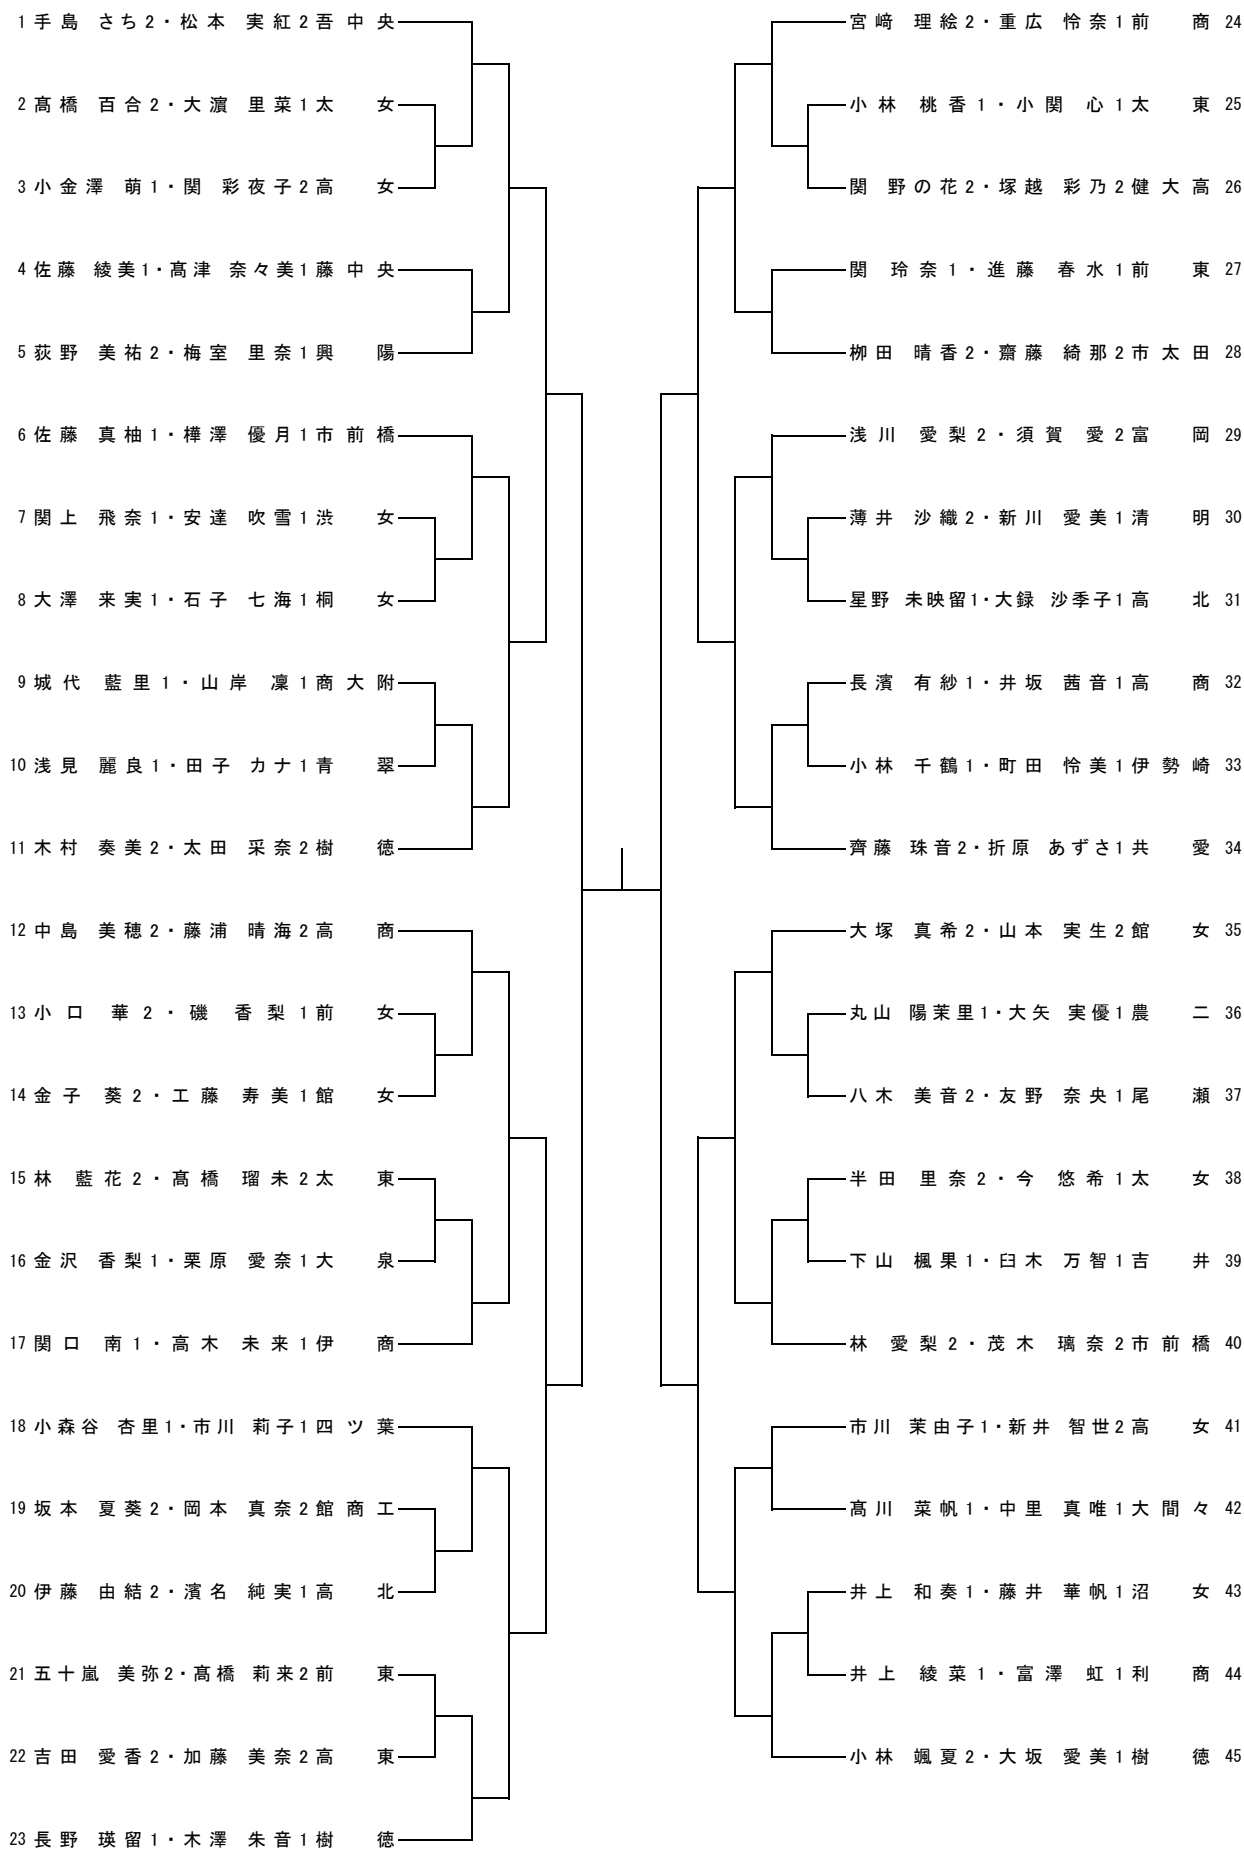 1 手島 さち2・松本 実紅2 吾中央
2 髙橋 百合2・大濵 里菜1 太女
3 小金澤 萌1・関 彩夜子2 高女
4 佐藤 綾美1・髙津 奈々美1 藤中央
5 荻野 美祐2・梅室 里奈1 興陽
6 佐藤 真柚1・樺澤 優月1 市前橋
7 関上 飛奈1・安達 吹雪1 渋女
8 大澤 来実1・石子 七海1 桐女
9 城代 藍里1・山岸 凜1 商大附
10 浅見 麗良1・田子 カナ1 青翠
11 木村 奏美2・太田 采奈2 樹徳
12 中島 美穂2・藤浦 晴海2 高商
13 小口 華2・磯 香梨1 前女
14 金子 葵2・工藤 寿美1 館女
15 林 藍花2・髙橋 瑠未2 太東
16 金沢 香梨1・栗原 愛奈1 大泉
17 関口 南1・高木 未来1 伊商
18 小森谷 杏里1・市川 莉子1 四ツ葉
19 坂本 夏葵2・岡本 真奈2 館商工
20 伊藤 由結2・濱名 純実1 高北
21 五十嵐 美弥2・髙橋 莉来2 前東
22 吉田 愛香2・加藤 美奈2 高東
23 長野 瑛留1・木澤 朱音1 樹徳
宮﨑 理絵2・重広 怜奈1 前商 24
小林 桃香1・小関 心1 太東 25
関 野の花2・塚越 彩乃2 健大高 26
関 玲奈1・進藤 春水1 前東 27
栁田 晴香2・齋藤 綺那2 市太田 28
浅川 愛梨2・須賀 愛2 富岡 29
薄井 沙織2・新川 愛美1 清明 30
星野 未映留1・大録 沙季子1 高北 31
長濱 有紗1・井坂 茜音1 高商 32
小林 千鶴1・町田 怜美1 伊勢崎 33
齊藤 珠音2・折原 あずさ1 共愛 34
大塚 真希2・山本 実生2 館女 35
丸山 陽茉里1・大矢 実優1 農二 36
八木 美音2・友野 奈央1 尾瀬 37
半田 里奈2・今 悠希1 太女 38
下山 楓果1・臼木 万智1 吉井 39
林 愛梨2・茂木 璃奈2 市前橋 40
市川 茉由子1・新井 智世2 高女 41
髙川 菜帆1・中里 真唯1 大間々 42
井上 和奏1・藤井 華帆1 沼女 43
井上 綾菜1・富澤 虹1 利商 44
小林 颯夏2・大坂 愛美1 樹徳 45